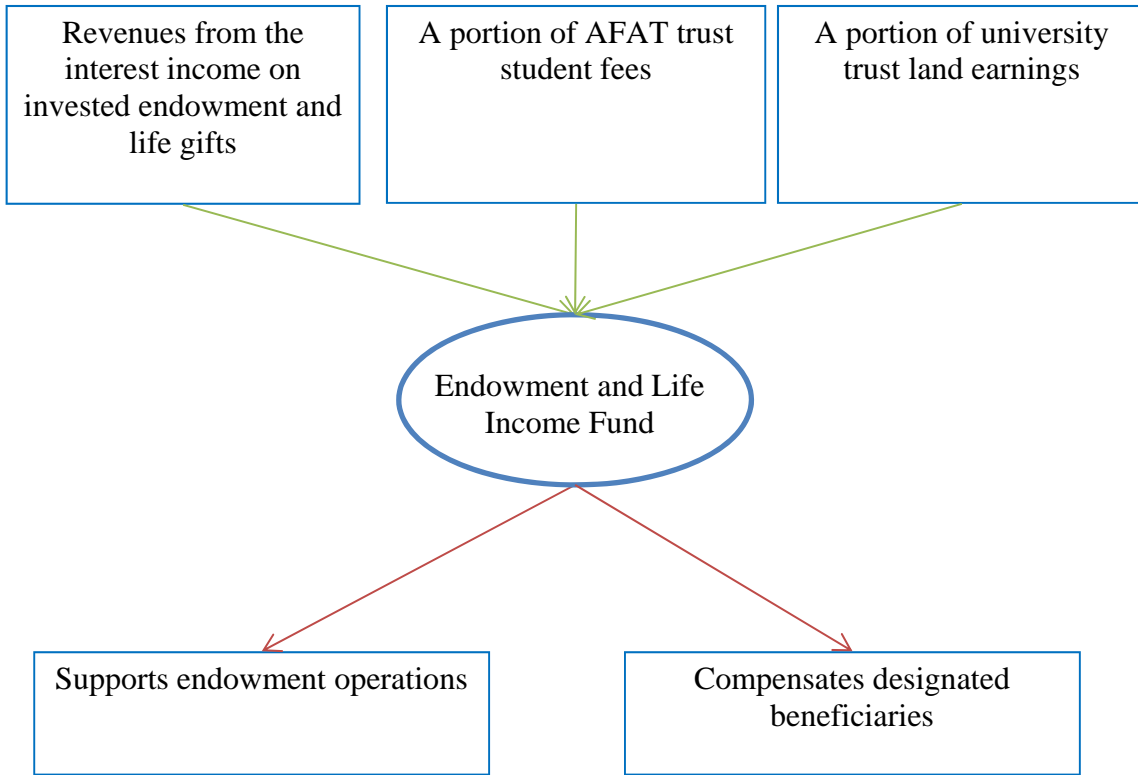 Revenues from the
interest income on
invested endowment and
life gifts
A portion of AFAT trust
student fees
A portion of university
trust land earnings
Endowment and Life
Income Fund
Supports endowment operations
Compensates designated
beneficiaries